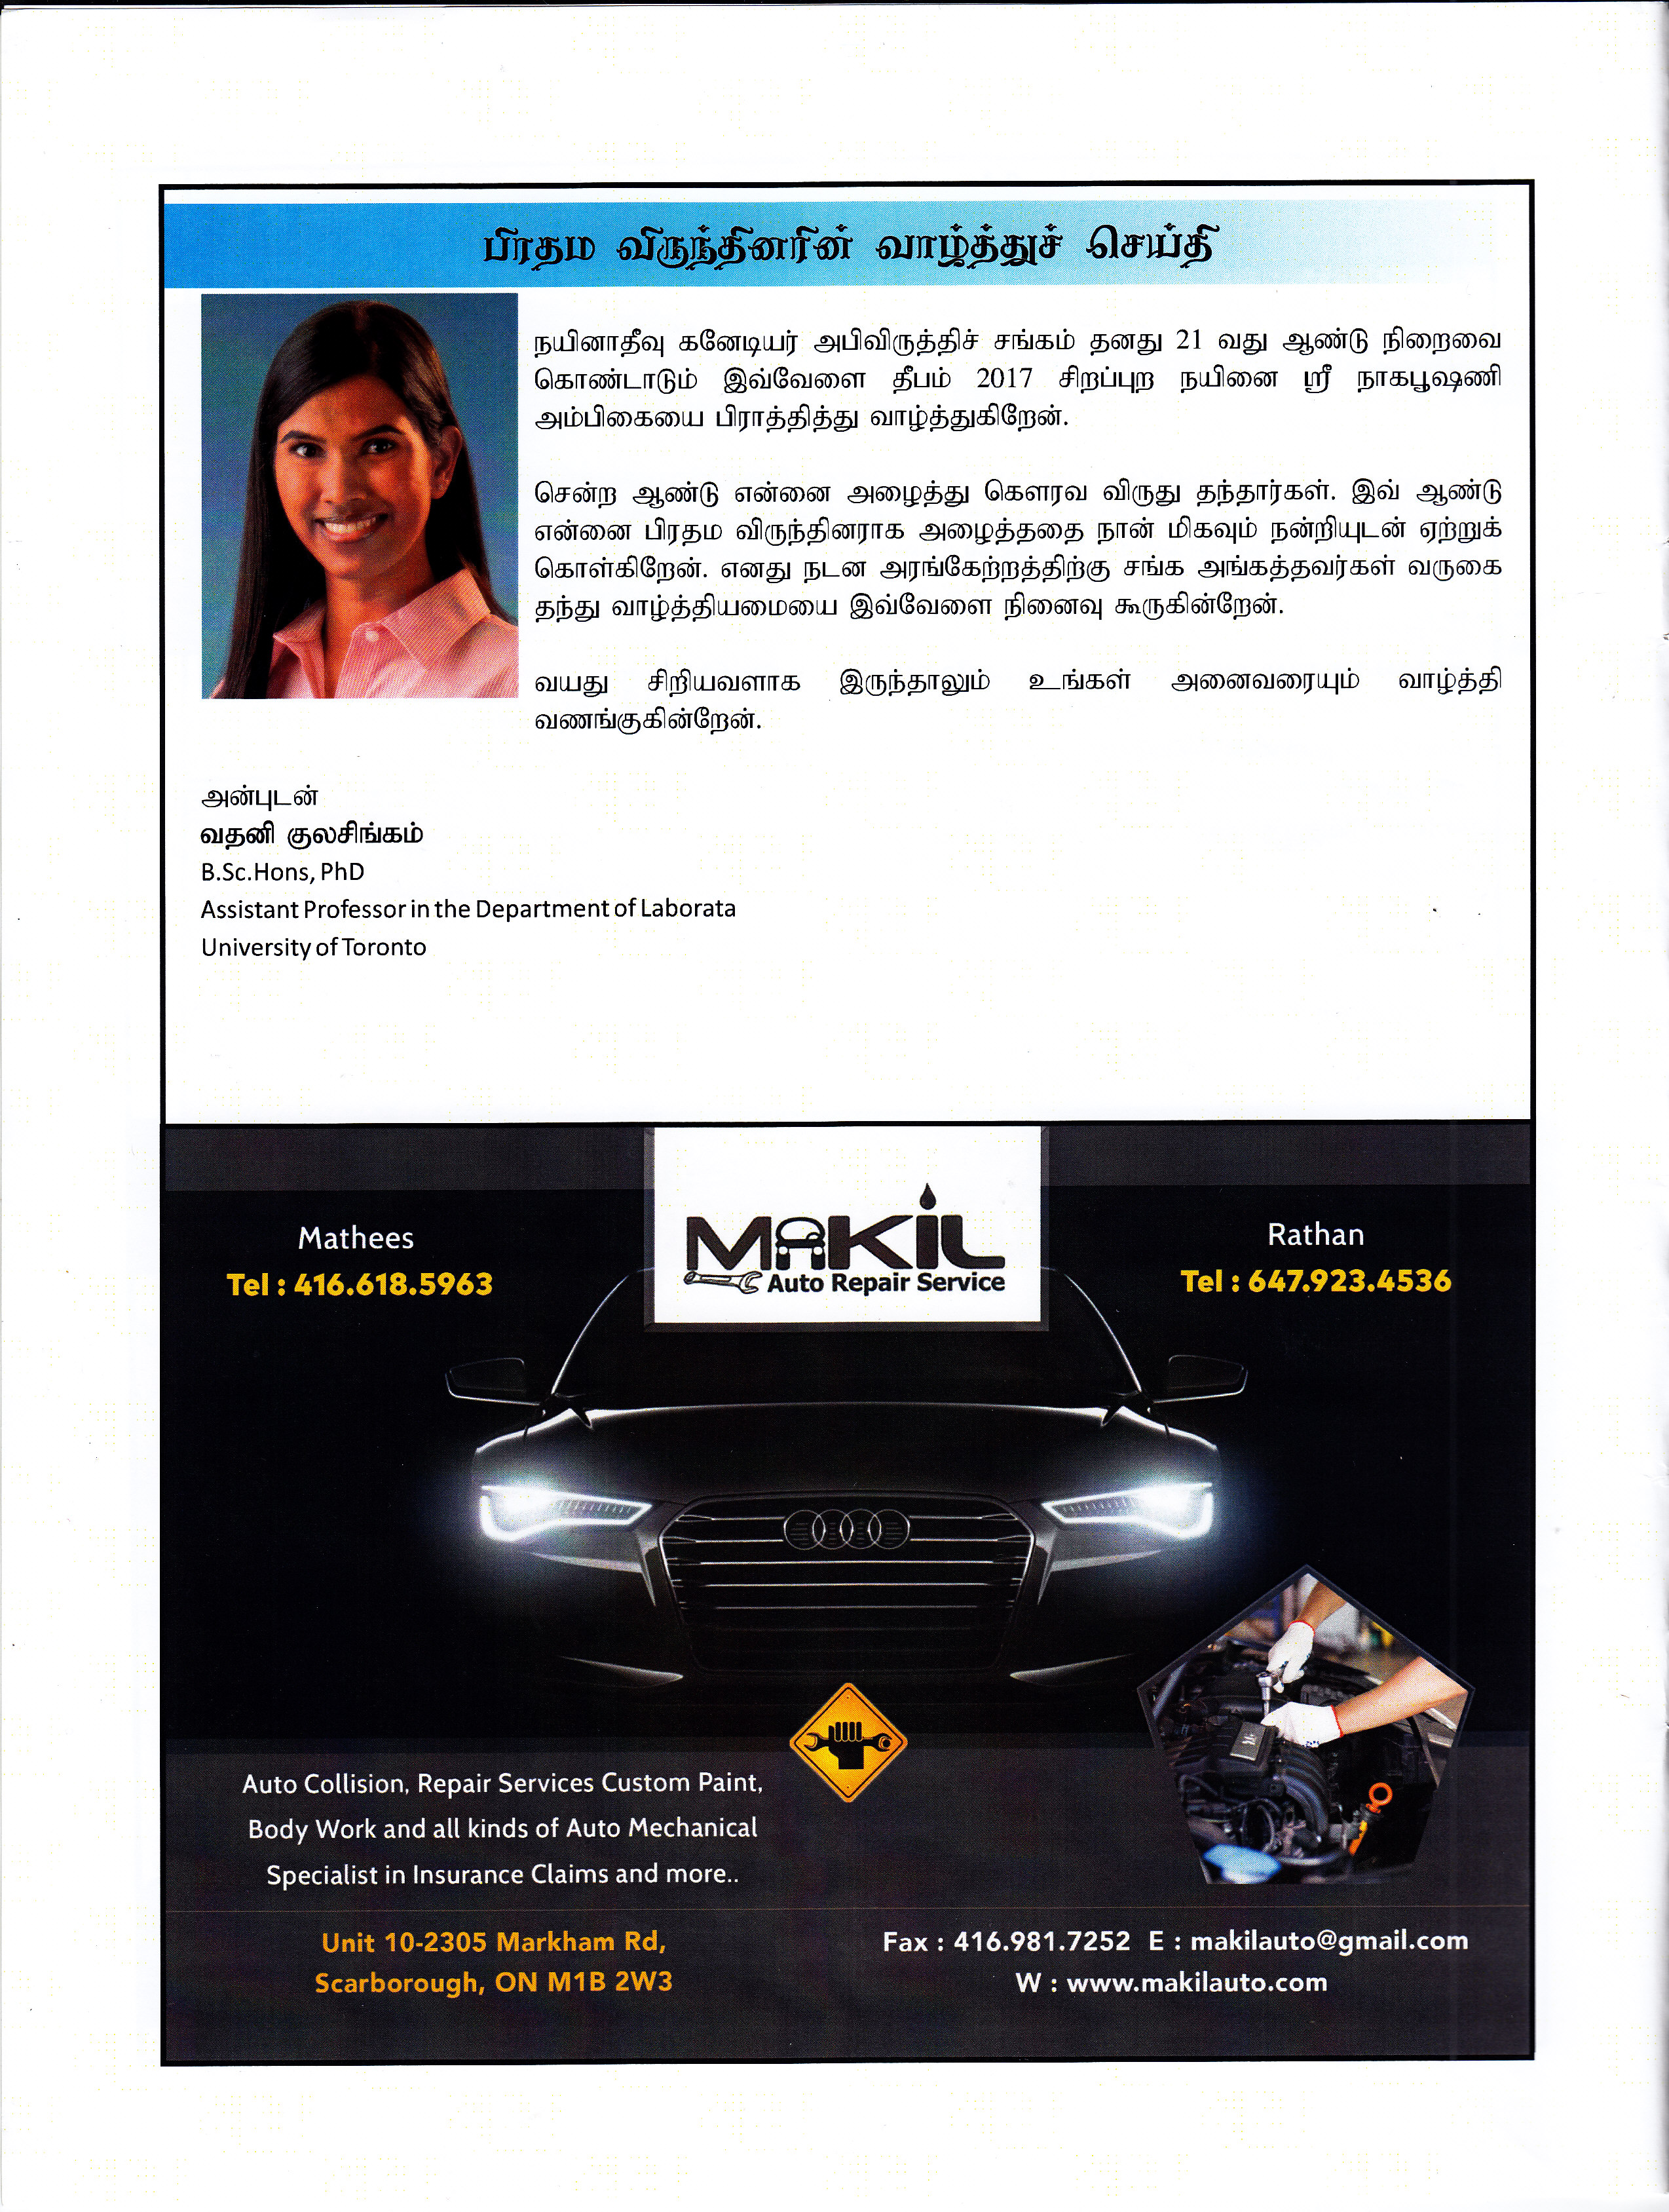 பிரதம விருந்தினரின் வாழ்த்துச் செய்தி
நயினாதீவு கனேடியர் அபிவிருத்திச் சங்கம் தனது 21 வது ஆண்டு நிறைவை
கொண்டாடும் இவ்வேளை தீபம் 2017 சிறப்புற நயினை ஸ்ரீ நாகபூஷணி
அம்பிகையை பிராத்தித்து வாழ்த்துகிறேன்.
சென்ற ஆண்டு என்னை அழைத்து கௌரவ விருது தந்தார்கள். இவ் ஆண்டு
என்னை பிரதம விருந்தினராக அழைத்ததை நான் மிகவும் நன்றியுடன் ஏற்றுக்
கொள்கிறேன். எனது நடன அரங்கேற்றத்திற்கு சங்க அங்கத்தவர்கள் வருகை
தந்து வாழ்த்தியமையை இவ்வேளை நினைவு கூருகின்றேன்.
வயது சிறியவளாக இருந்தாலும் உங்கள் அனைவரையும் வாழ்த்தி
வணங்குகின்றேன்.
அன்புடன்
வதனி குலசிங்கம்
B.Sc.Hons, PhD
Assistant Professor in the Department of Laborata
University of Toronto
MAKIL
Auto Repair Service
Mathees
Tel : 416.618.5963
Rathan
Tel : 647.923.4536
Auto Collision, Repair Services Custom Paint,
Body Work and all kinds of Auto Mechanical
Specialist in Insurance Claims and more..
Unit 10-2305 Markham Rd,
Scarborough, ON M1B 2W3
Fax : 416.981.7252 E : makilauto@gmail.com
W : www.makilauto.com